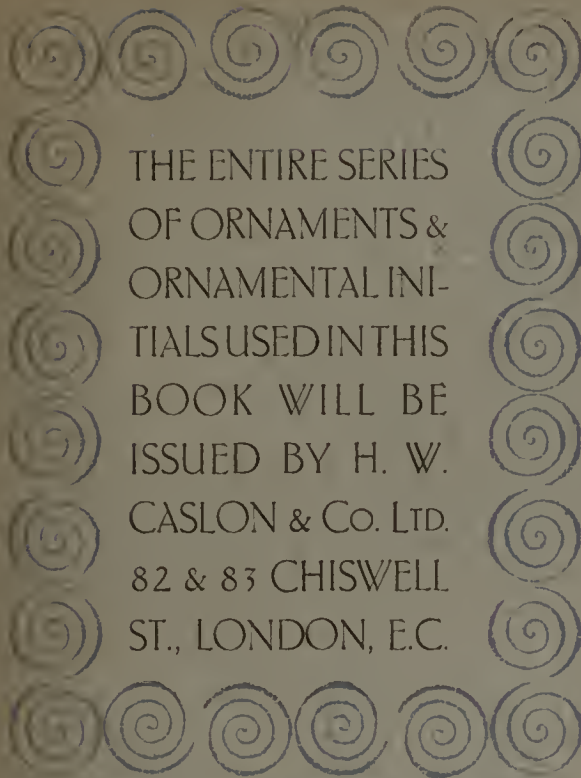 THE ENTIRE SERIES
OF ORNAMENTS &
ORNAMENTAL INI-
TIALS USED IN THIS
BOOK WILL BE
ISSUED BY H. W.
CASLON & CO. LTD.
82 & 83 CHISWELL
ST., LONDON, E.C.